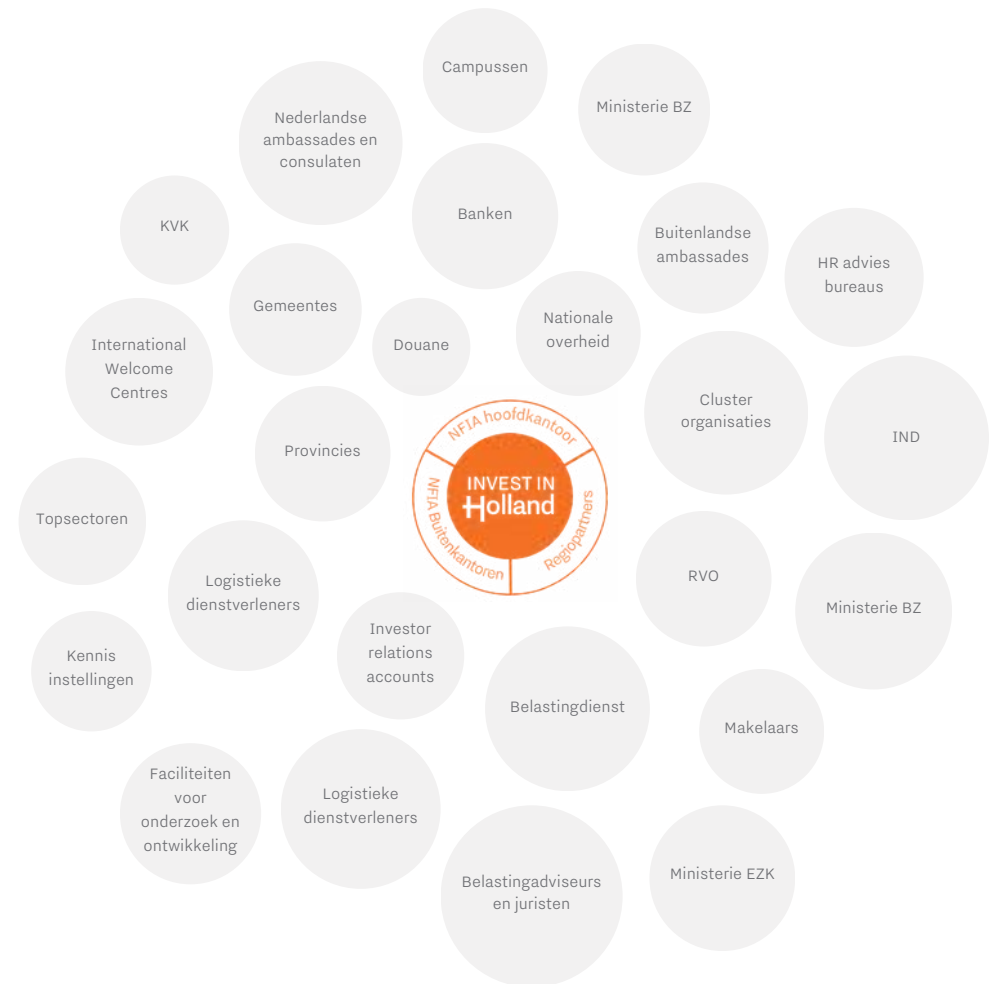 Campussen
Ministerie BZ
Nederlandse
ambassades en
consulaten
Banken
KVK
Buitenlandse
ambassades
HR advies
bureaus
Gemeentes
Nationale
overheid
International
Welcome
Centres
Douane
Cluster
organisaties
IND
Provincies
NFIA hoofdkantoor
INVEST IN
Holland
NFIA Buitenkantoren
Regiopartners
Topsectoren
Logistieke
dienstverleners
RVO
Ministerie BZ
Kennis
instellingen
Investor
relations
accounts
Belastingdienst
Makelaars
Faciliteiten
voor
onderzoek en
ontwikkeling
Logistieke
dienstverleners
Belastingadviseurs
en juristen
Ministerie EZK